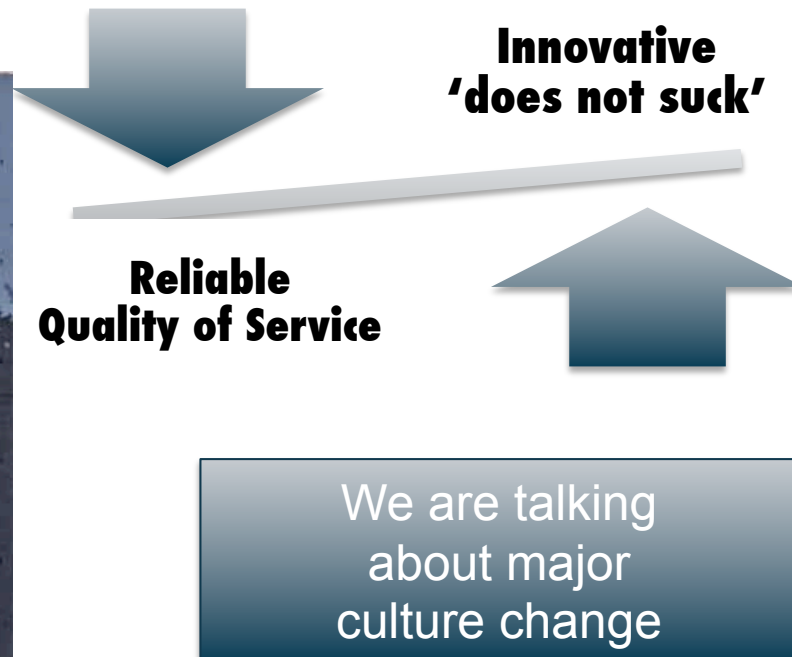 Innovative
‘does not suck’
Reliable
Quality of Service
We are talking
about major
culture change